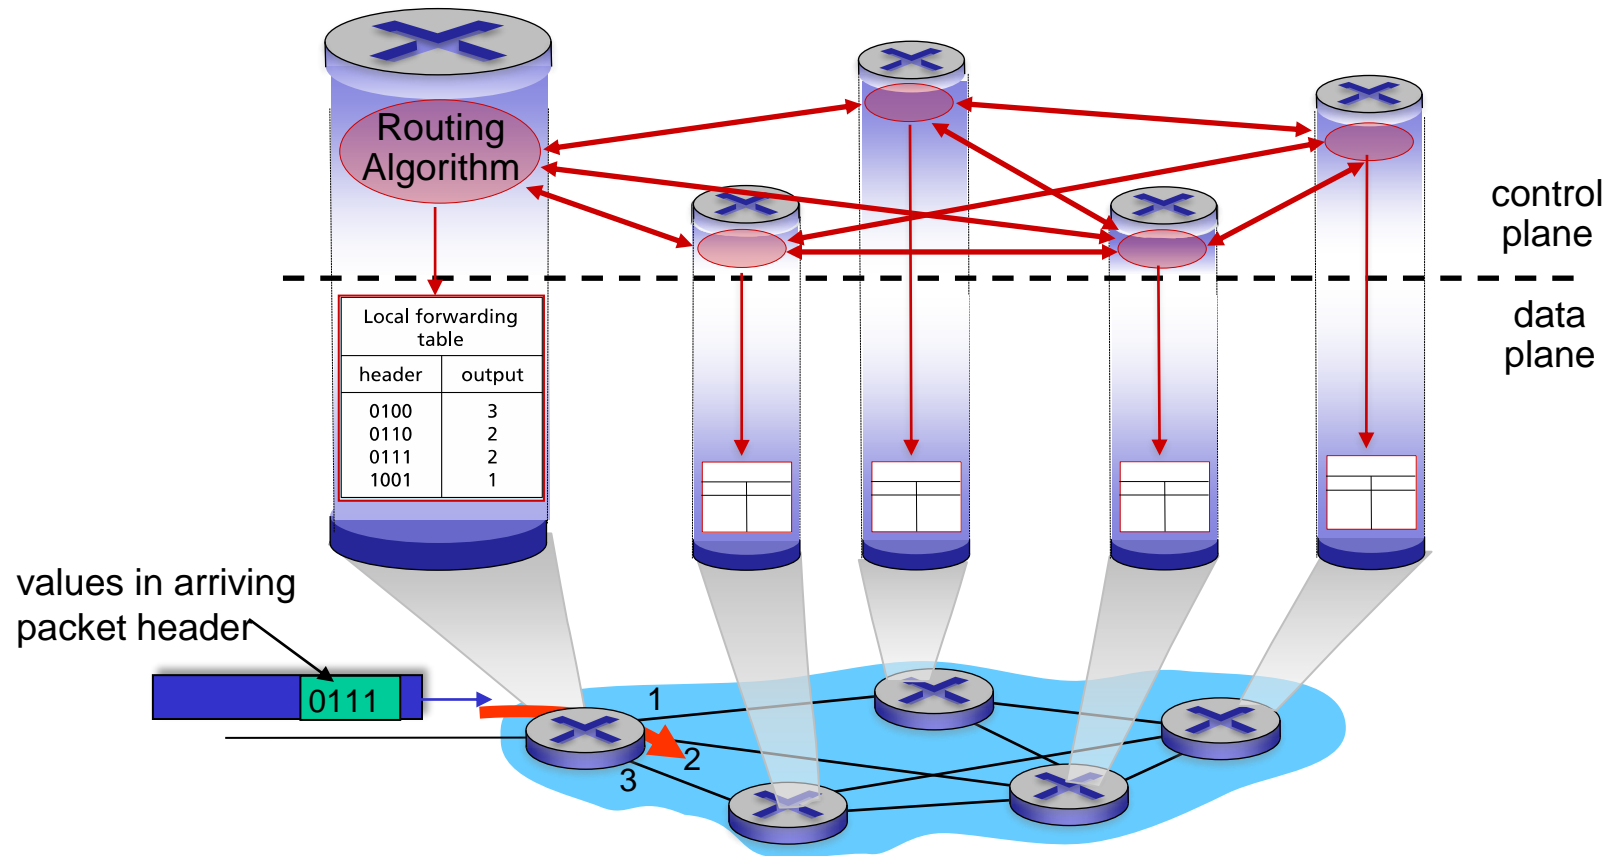 Routing
Algorithm
control
plane
data
plane
Local forwarding
table
header output
0100 3
0110 2
0111 2
1001 1
values in arriving
packet header
0111
1
2
3